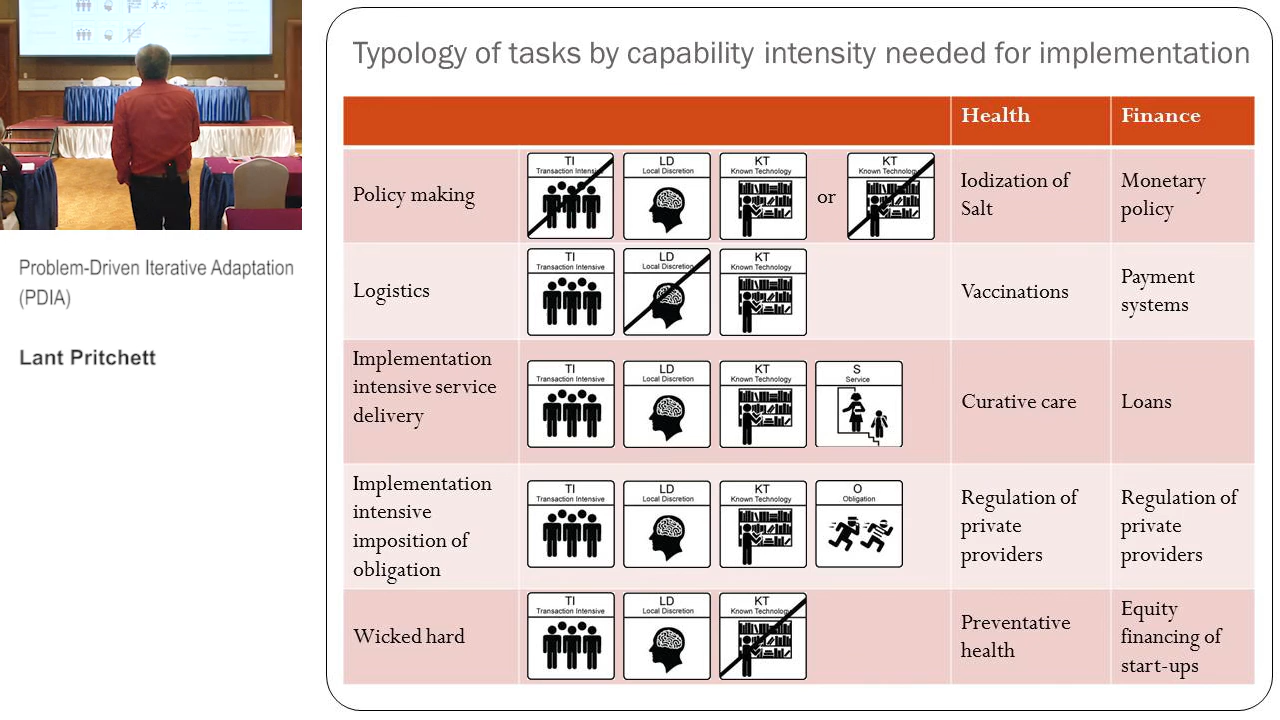 Typology of tasks by capability intensity needed for implementation
Health
Finance
Policy making
TI
Transaction Intensive
LD
Local Discretion
KT
Known Technology
or
KT
Known Technology
Iodization of
Salt
Monetary
policy
Logistics
TI
Transaction Intensive
LD
Local Discretion
KT
Known Technology
Vaccinations
Payment
systems
Implementation
intensive service
delivery
TI
Transaction Intensive
LD
Local Discretion
KT
Known Technology
S
Service
Curative care
Loans
Implementation
intensive
imposition of
obligation
TI
Transaction Intensive
LD
Local Discretion
KT
Known Technology
O
Obligation
Regulation of
private
providers
Regulation of
private
providers
Wicked hard
TI
Transaction Intensive
LD
Local Discretion
KT
Known Technology
Preventative
health
Equity
financing of
start-ups
Problem-Driven Iterative Adaptation
(PDIA)
Lant Pritchett